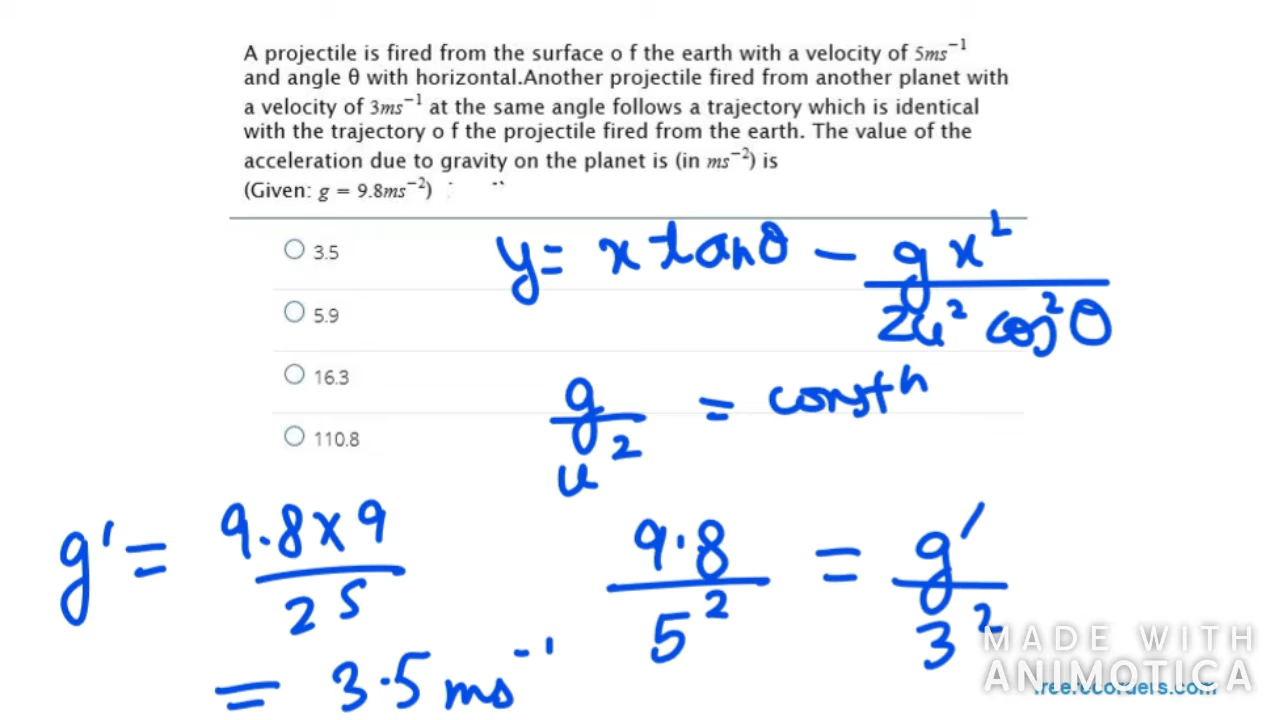 A projectile is fired from the surface o f the earth with a velocity of 5ms⁻¹
and angle θ with horizontal.Another projectile fired from another planet with
a velocity of 3ms⁻¹ at the same angle follows a trajectory which is identical
with the trajectory o f the projectile fired from the earth. The value of the
acceleration due to gravity on the planet is (in ms⁻²) is
(Given: g = 9.8ms⁻²)
3.5
5.9
16.3
110.8
y = x tanθ − gx² / 2u² cos²θ
g / u² = const
9.8 / 5² = g' / 3²
g' = 9.8 x 9 / 25
= 3.5 ms⁻¹
MADE WITH
ANIMOTICA
freerecorders.com